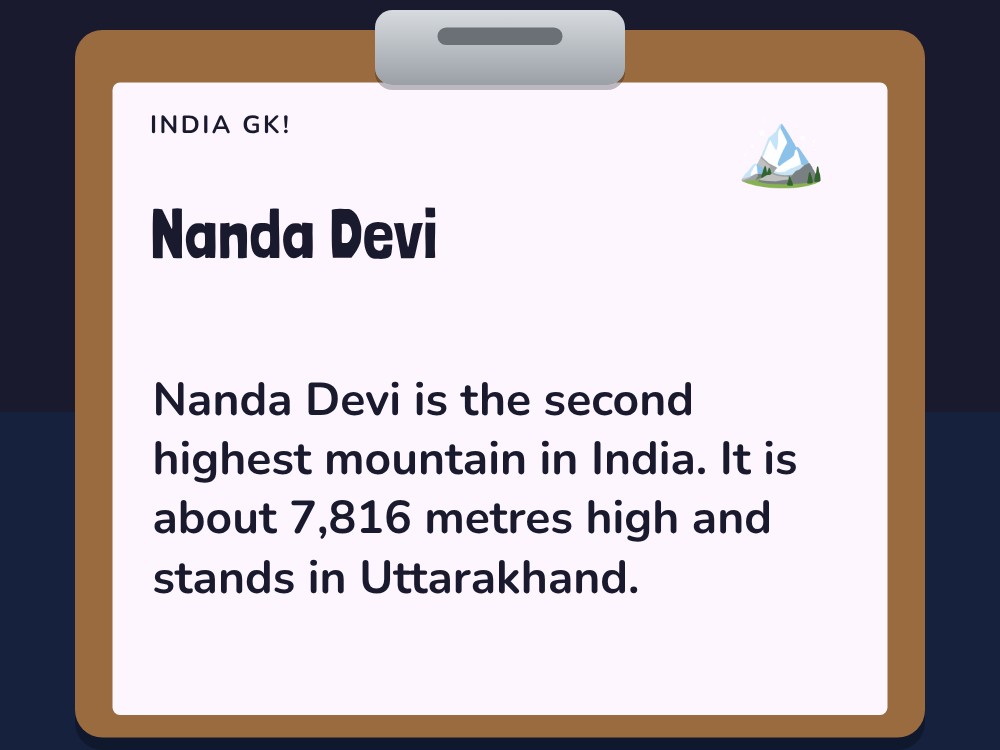 INDIA GK!
Nanda Devi
Nanda Devi is the second
highest mountain in India. It is
about 7,816 metres high and
stands in Uttarakhand.